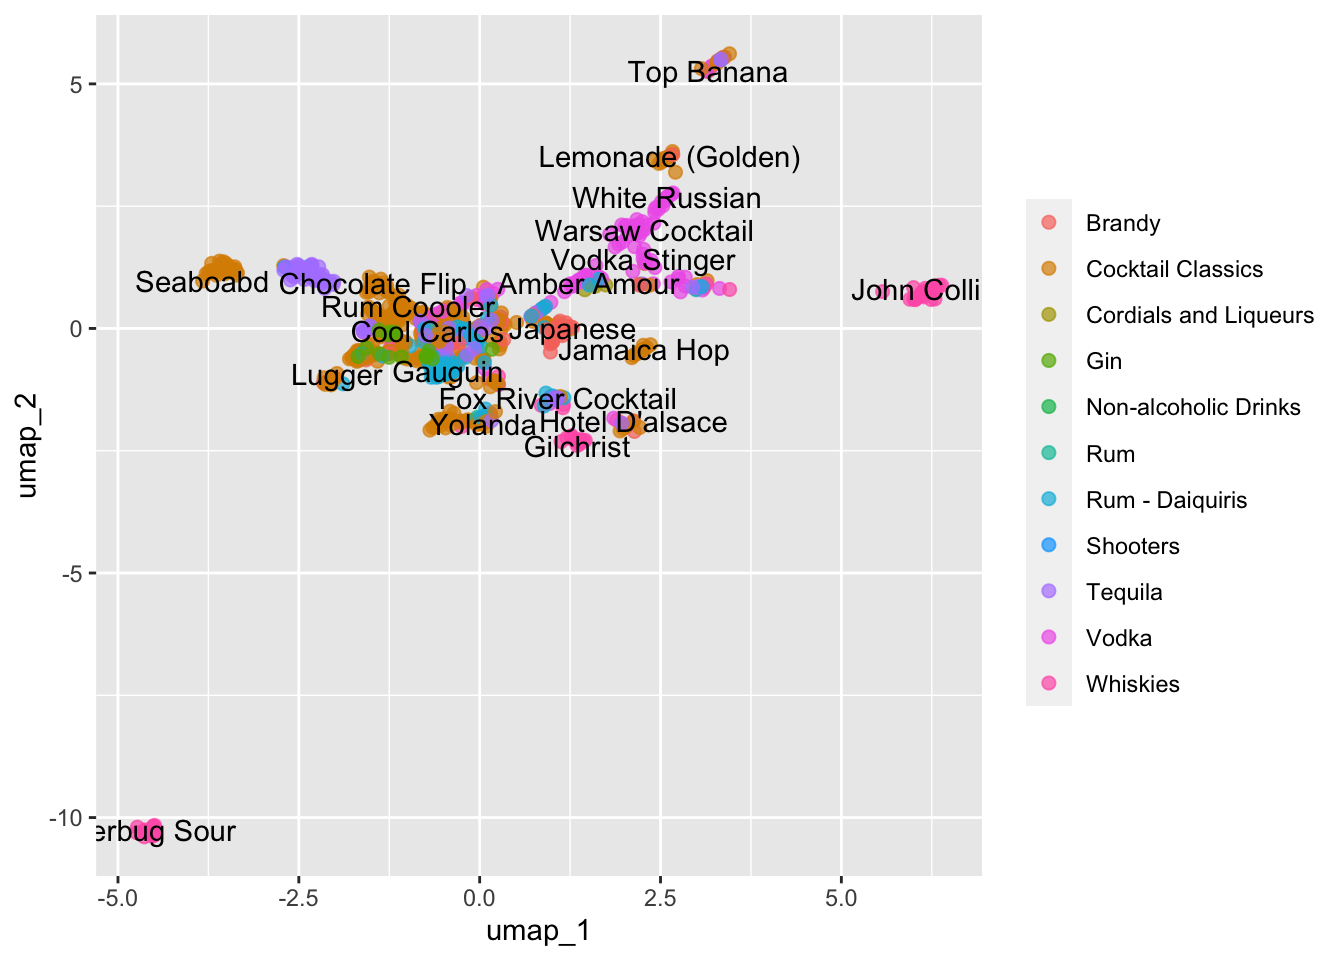 Top Banana
Lemonade (Golden)
White Russian
Warsaw Cocktail
Vodka Stinger
Seaboard
Chocolate Flip
Amber Amour
John Colli
Rum Coooler
Cool Carlos
Japanese
Jamaica Hop
Lugger
Gauguin
Fox River Cocktail
Yolanda
Hotel D'alsace
Gilchrist
erbug Sour
5
0
-5
-10
-5.0
-2.5
0.0
2.5
5.0
umap_1
umap_2
Brandy
Cocktail Classics
Cordials and Liqueurs
Gin
Non-alcoholic Drinks
Rum
Rum - Daiquiris
Shooters
Tequila
Vodka
Whiskies